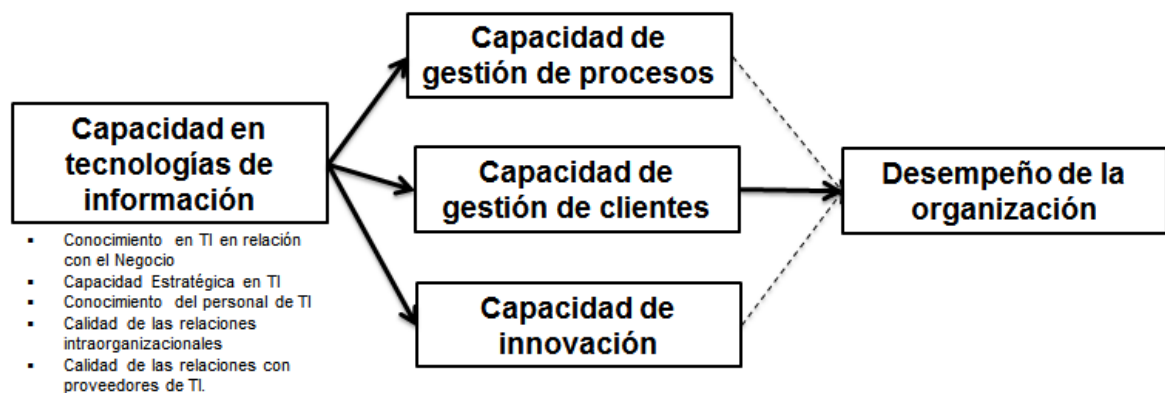 Capacidad de
gestión de procesos
Capacidad en
tecnologías de
información
Capacidad de
gestión de clientes
Desempeño de la
organización
Capacidad de
innovación
▪ Conocimiento en TI en relación
con el Negocio
▪ Capacidad Estratégica en TI
▪ Conocimiento del personal de TI
▪ Calidad de las relaciones
intraorganizacionales
▪ Calidad de las relaciones con
proveedores de TI.